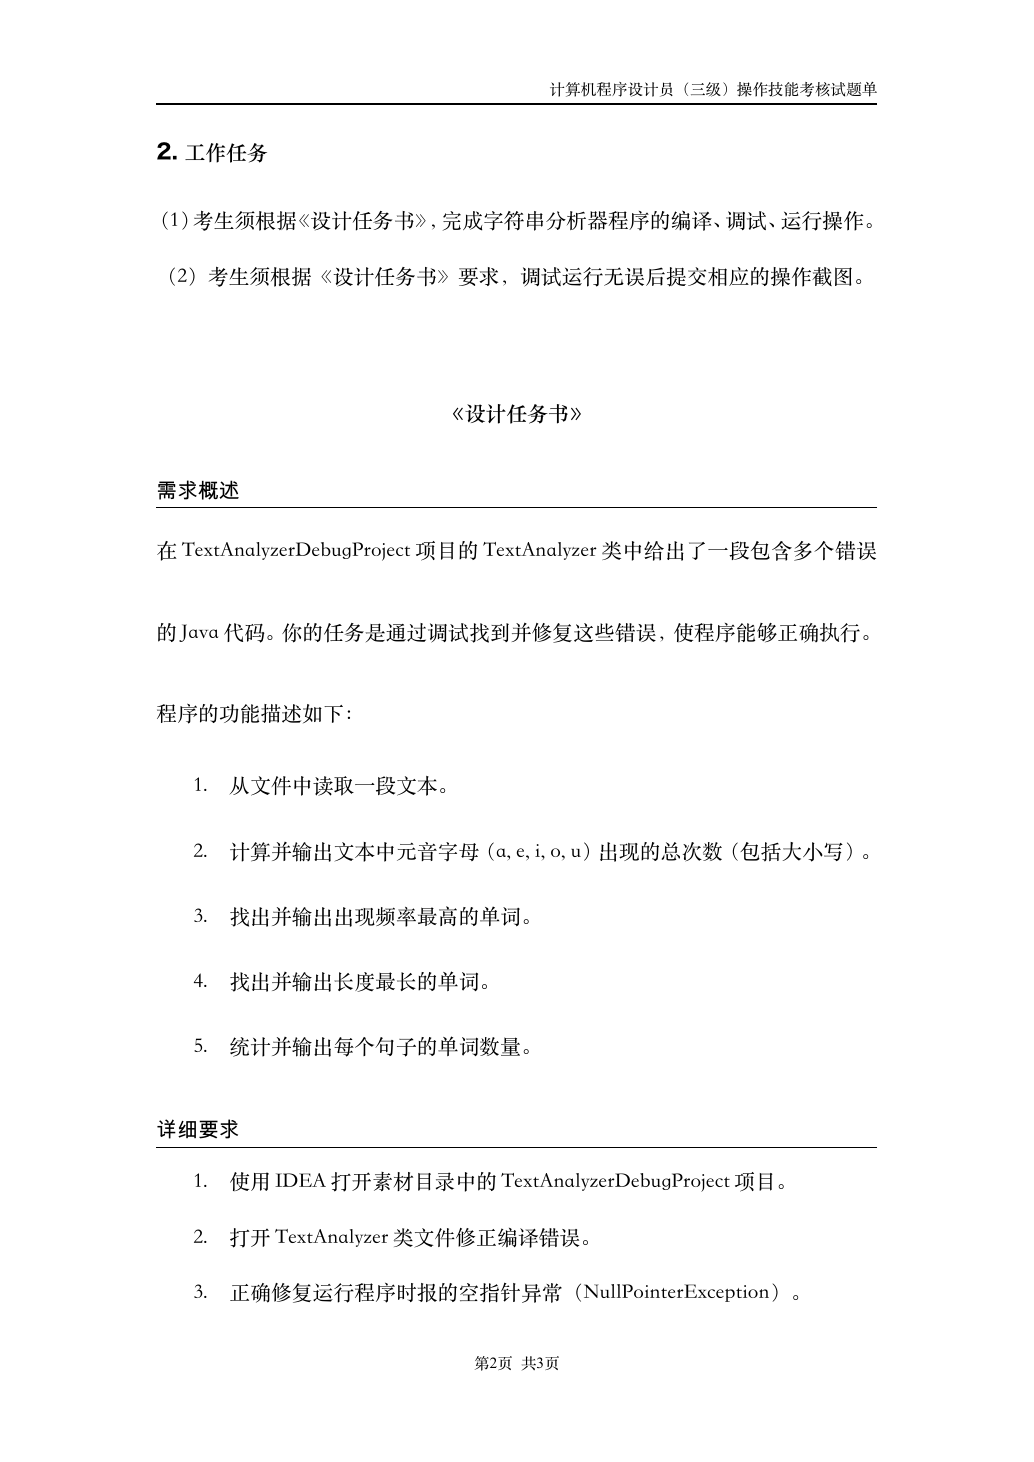 计算机程序设计员（三级）操作技能考核试题单
2. 工作任务
（1）考生须根据《设计任务书》，完成字符串分析器程序的编译、调试、运行操作。
（2）考生须根据《设计任务书》要求，调试运行无误后提交相应的操作截图。
《设计任务书》
需求概述
在 TextAnalyzerDebugProject 项目的 TextAnalyzer 类中给出了一段包含多个错误
的 Java 代码。你的任务是通过调试找到并修复这些错误，使程序能够正确执行。
程序的功能描述如下：
1. 从文件中读取一段文本。
2. 计算并输出文本中元音字母（a, e, i, o, u）出现的总次数（包括大小写）。
3. 找出并输出出现频率最高的单词。
4. 找出并输出长度最长的单词。
5. 统计并输出每个句子的单词数量。
详细要求
1. 使用 IDEA 打开素材目录中的 TextAnalyzerDebugProject 项目。
2. 打开 TextAnalyzer 类文件修正编译错误。
3. 正确修复运行程序时报的空指针异常（NullPointerException）。
第2页 共3页